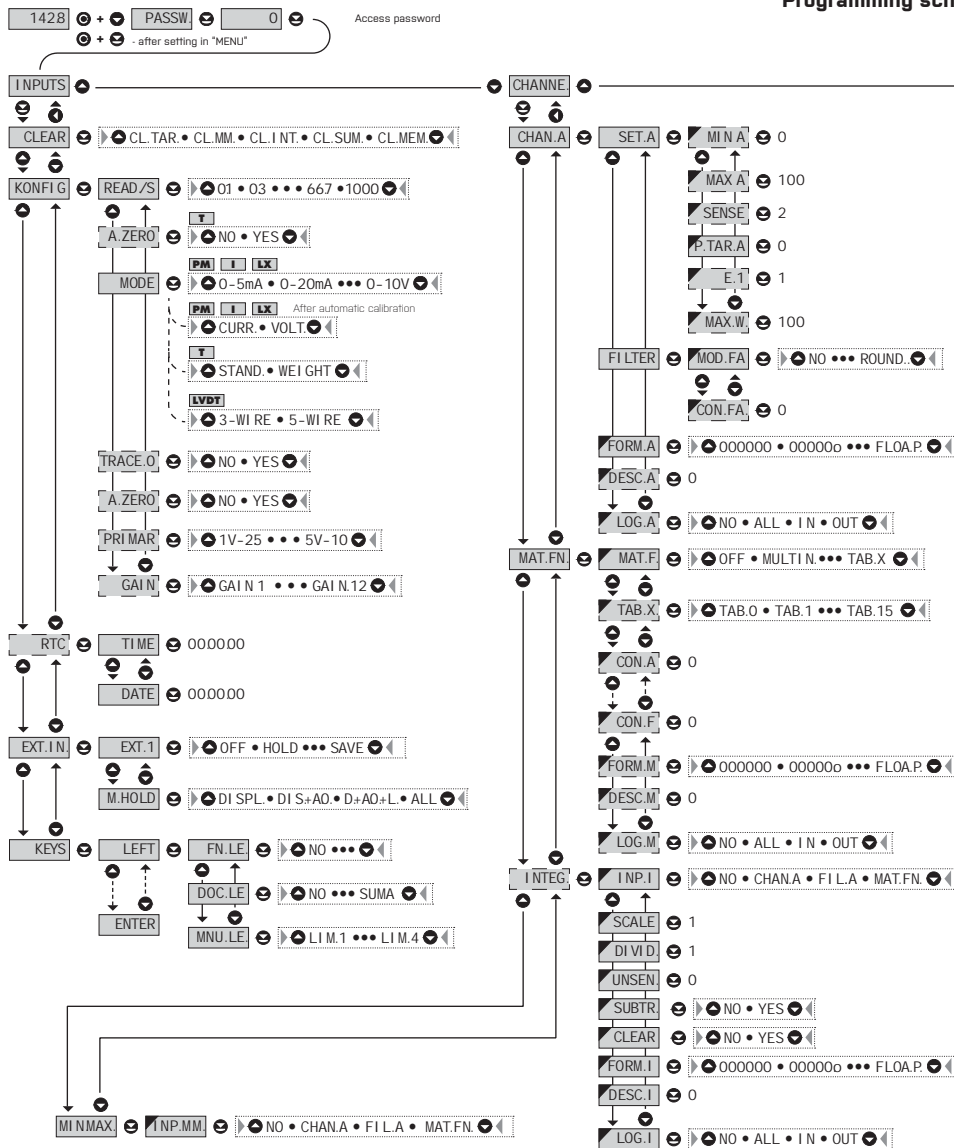 Programming sch
1428 + PASSW. 0 Access password
+ - after setting in "MENU"
INPUTS
CLEAR CL.TAR. • CL.MM. • CL.INT. • CL.SUM. • CL.MEM.
KONFIG READ/S 01 • 03 • • • 667 • 1000
T
A.ZERO NO • YES
PM I LX
MODE 0-5mA • 0-20mA ••• 0-10V
PM I LX After automatic calibration
CURR. • VOLT.
T
STAND. • WEIGHT
LVDT
3-WIRE • 5-WIRE
TRACE.0 NO • YES
A.ZERO NO • YES
PRIMAR 1V-25 • • • 5V-10
GAIN GAIN 1 • • • GAIN.12
RTC TIME 00.00.00
DATE 00.00.00
EXT.IN. EXT.1 OFF • HOLD ••• SAVE
M.HOLD DISPL. • DIS.+AO. • D.+AO.+L. • ALL
KEYS LEFT FN.LE. NO •••
DOC.LE NO ••• SUMA
ENTER
MNU.LE. LIM.1 ••• LIM.4
MINMAX. INP.MM. NO • CHAN.A • FIL.A • MAT.FN.
CHANNE.
CHAN.A SET.A MIN A 0
MAX A 100
SENSE 2
P.TAR.A 0
E.1 1
MAX.W. 100
FILTER MOD.FA NO ••• ROUND..
CON.FA. 0
FORM.A 000000 • 00000o ••• FLOA.P.
DESC.A 0
LOG.A NO • ALL • IN • OUT
MAT.FN. MAT.F. OFF • MULTIN. ••• TAB.X
TAB.X. TAB.0 • TAB.1 ••• TAB.15
CON.A 0
CON.F 0
FORM.M 000000 • 00000o ••• FLOA.P.
DESC.M 0
LOG.M NO • ALL • IN • OUT
INTEG. INP.I NO • CHAN.A • FIL.A • MAT.FN.
SCALE 1
DIVID. 1
UNSEN. 0
SUBTR. NO • YES
CLEAR NO • YES
FORM.I 000000 • 00000o ••• FLOA.P.
DESC.I 0
LOG.I NO • ALL • IN • OUT